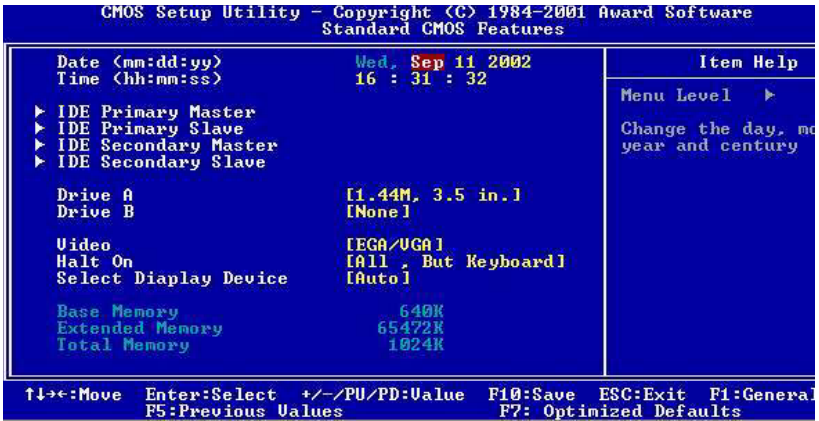 CMOS Setup Utility – Copyright (C) 1984–2001 Award Software
Standard CMOS Features
Date (mm:dd:yy) Wed, Sep 11 2002
Time (hh:mm:ss) 16 : 31 : 32
IDE Primary Master
IDE Primary Slave
IDE Secondary Master
IDE Secondary Slave
Drive A [1.44M, 3.5 in.]
Drive B [None]
Video [EGA/VGA]
Halt On [All , But Keyboard]
Select Diaplay Device [Auto]
Base Memory 640K
Extended Memory 65472K
Total Memory 1024K
Item Help
Menu Level ▶
Change the day, mo
year and century
↑↓→←:Move Enter:Select +/-/PU/PD:Value F10:Save ESC:Exit F1:General
F5:Previous Values F7: Optimized Defaults